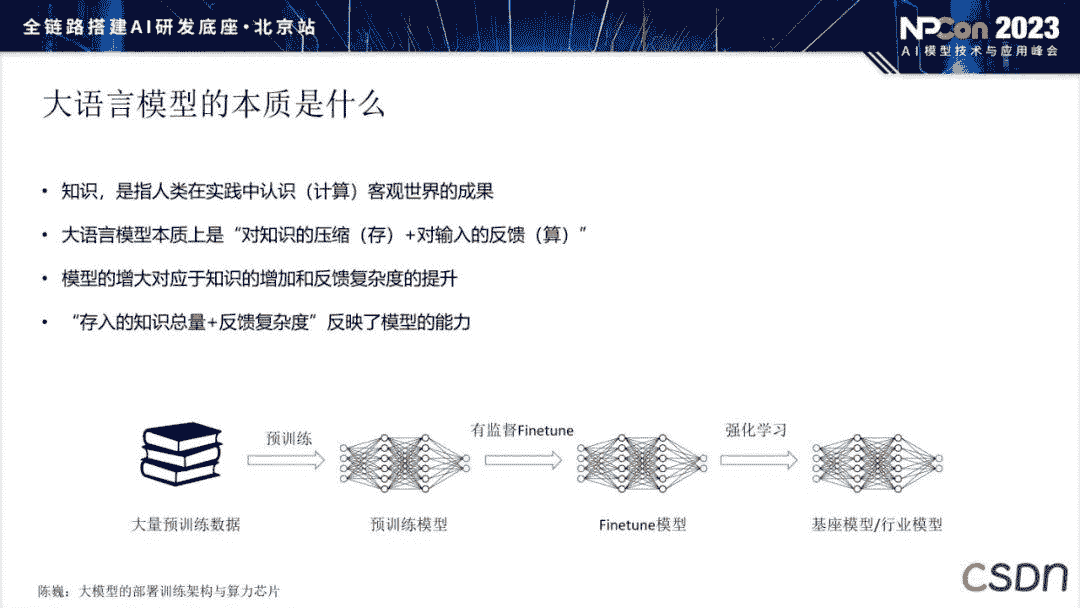 全链路搭建AI研发底座·北京站
NPCon 2023
AI模型技术与应用峰会
大语言模型的本质是什么
• 知识，是指人类在实践中认识（计算）客观世界的成果
• 大语言模型本质上是“对知识的压缩（存）+对输入的反馈（算）”
• 模型的增大对应于知识的增加和反馈复杂度的提升
• “存入的知识总量+反馈复杂度”反映了模型的能力
预训练
有监督Finetune
强化学习
大量预训练数据
预训练模型
Finetune模型
基座模型/行业模型
陈巍：大模型的部署训练架构与算力芯片
CSDN